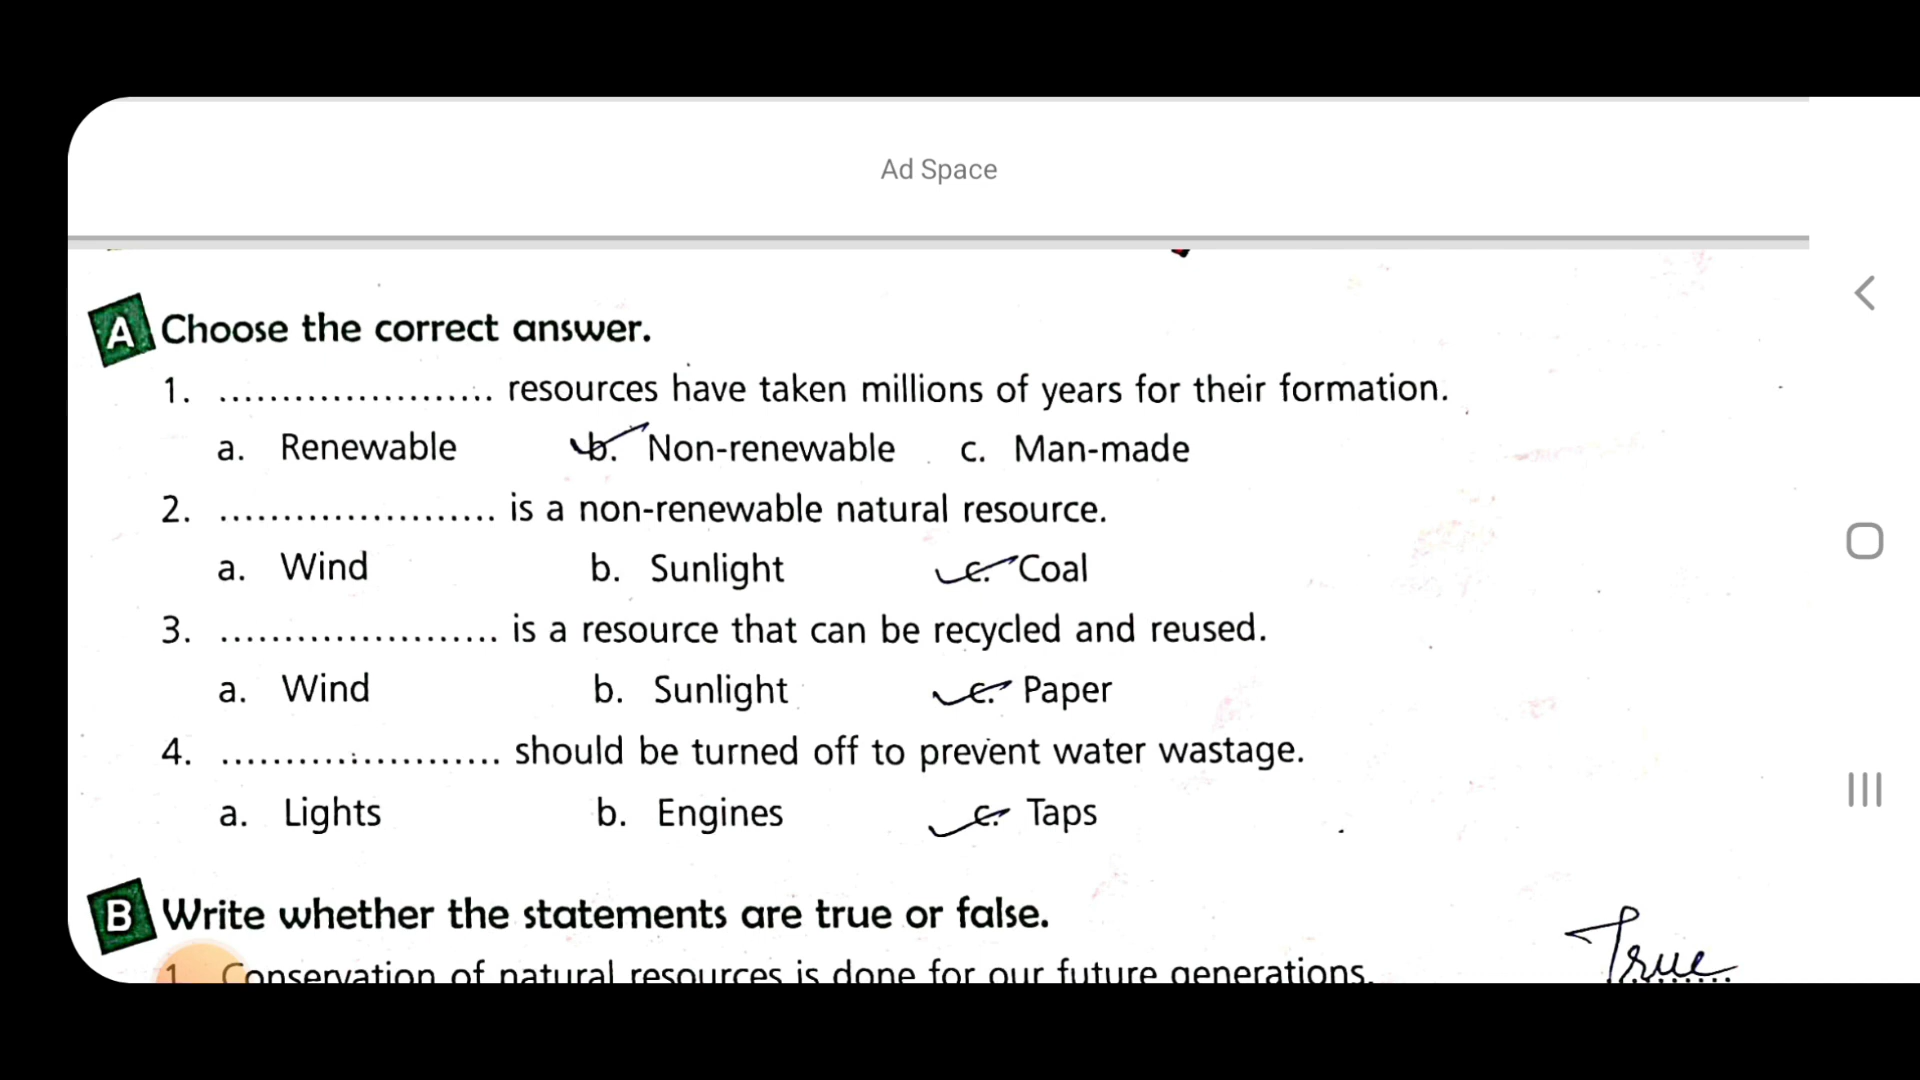 Ad Space
A Choose the correct answer.
1. ...................... resources have taken millions of years for their formation.
a. Renewable b. Non-renewable c. Man-made
2. ...................... is a non-renewable natural resource.
a. Wind b. Sunlight c. Coal
3. ...................... is a resource that can be recycled and reused.
a. Wind b. Sunlight c. Paper
4. ...................... should be turned off to prevent water wastage.
a. Lights b. Engines c. Taps
B Write whether the statements are true or false.
1. Conservation of natural resources is done for our future generations. True